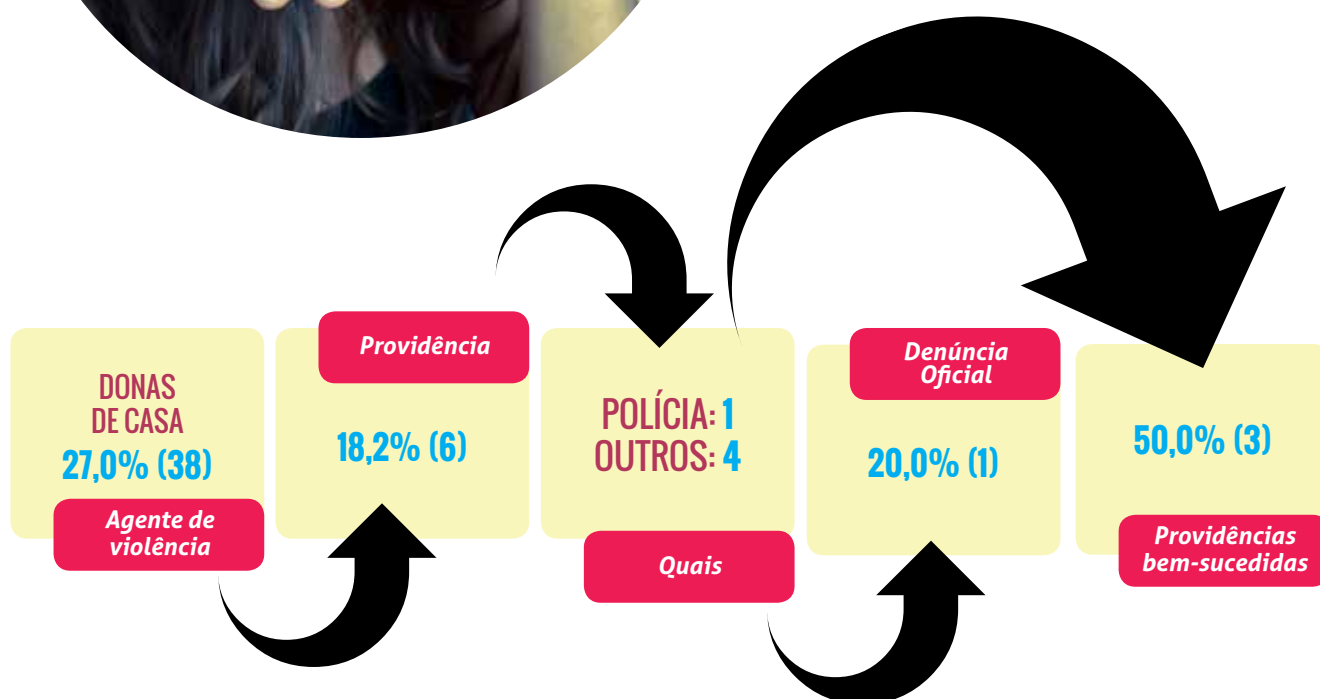 DONAS
DE CASA
27,0% (38)
Agente de
violência
Providência
18,2% (6)
POLÍCIA: 1
OUTROS: 4
Quais
Denúncia
Oficial
20,0% (1)
50,0% (3)
Providências
bem-sucedidas